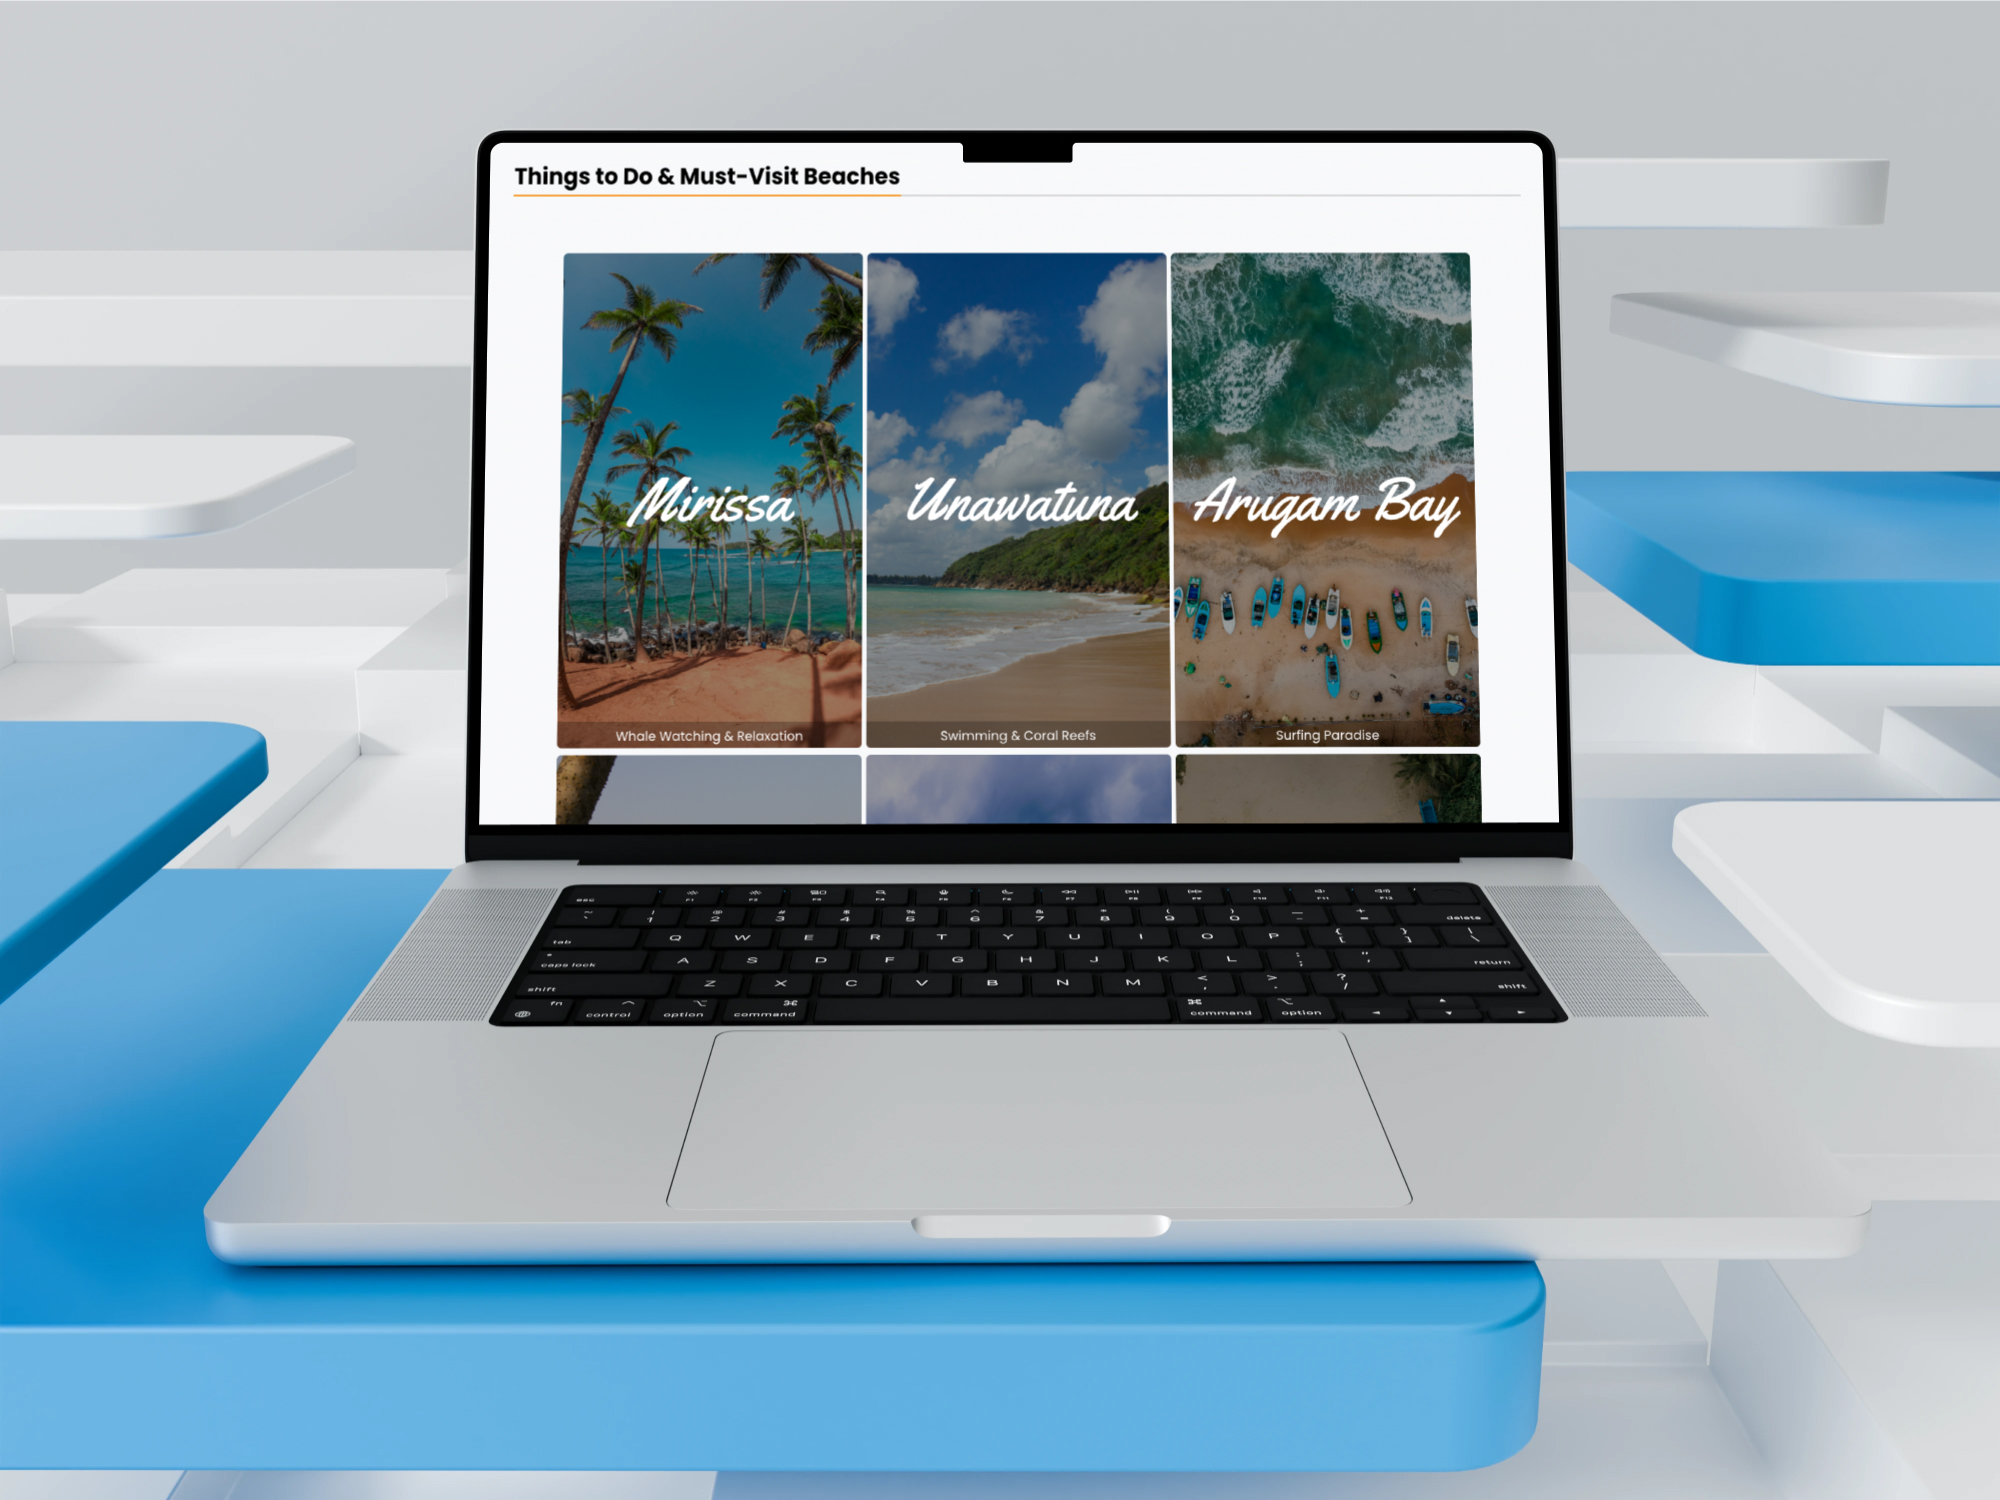 Things to Do & Must-Visit Beaches
Mirissa
Unawatuna
Arugam Bay
Whale Watching & Relaxation
Swimming & Coral Reefs
Surfing Paradise
esc F1 F2 F3 F4 F5 F6 F7 F8 F9 F10 F11 F12
~ ! @ # $ % ^ & * ( ) _ +
` 1 2 3 4 5 6 7 8 9 0 - = delete
tab Q W E R T Y U I O P { [ } ] | \
caps lock A S D F G H J K L : ; " ' return
shift Z X C V B N M < , > . ? / shift
fn control option command command option